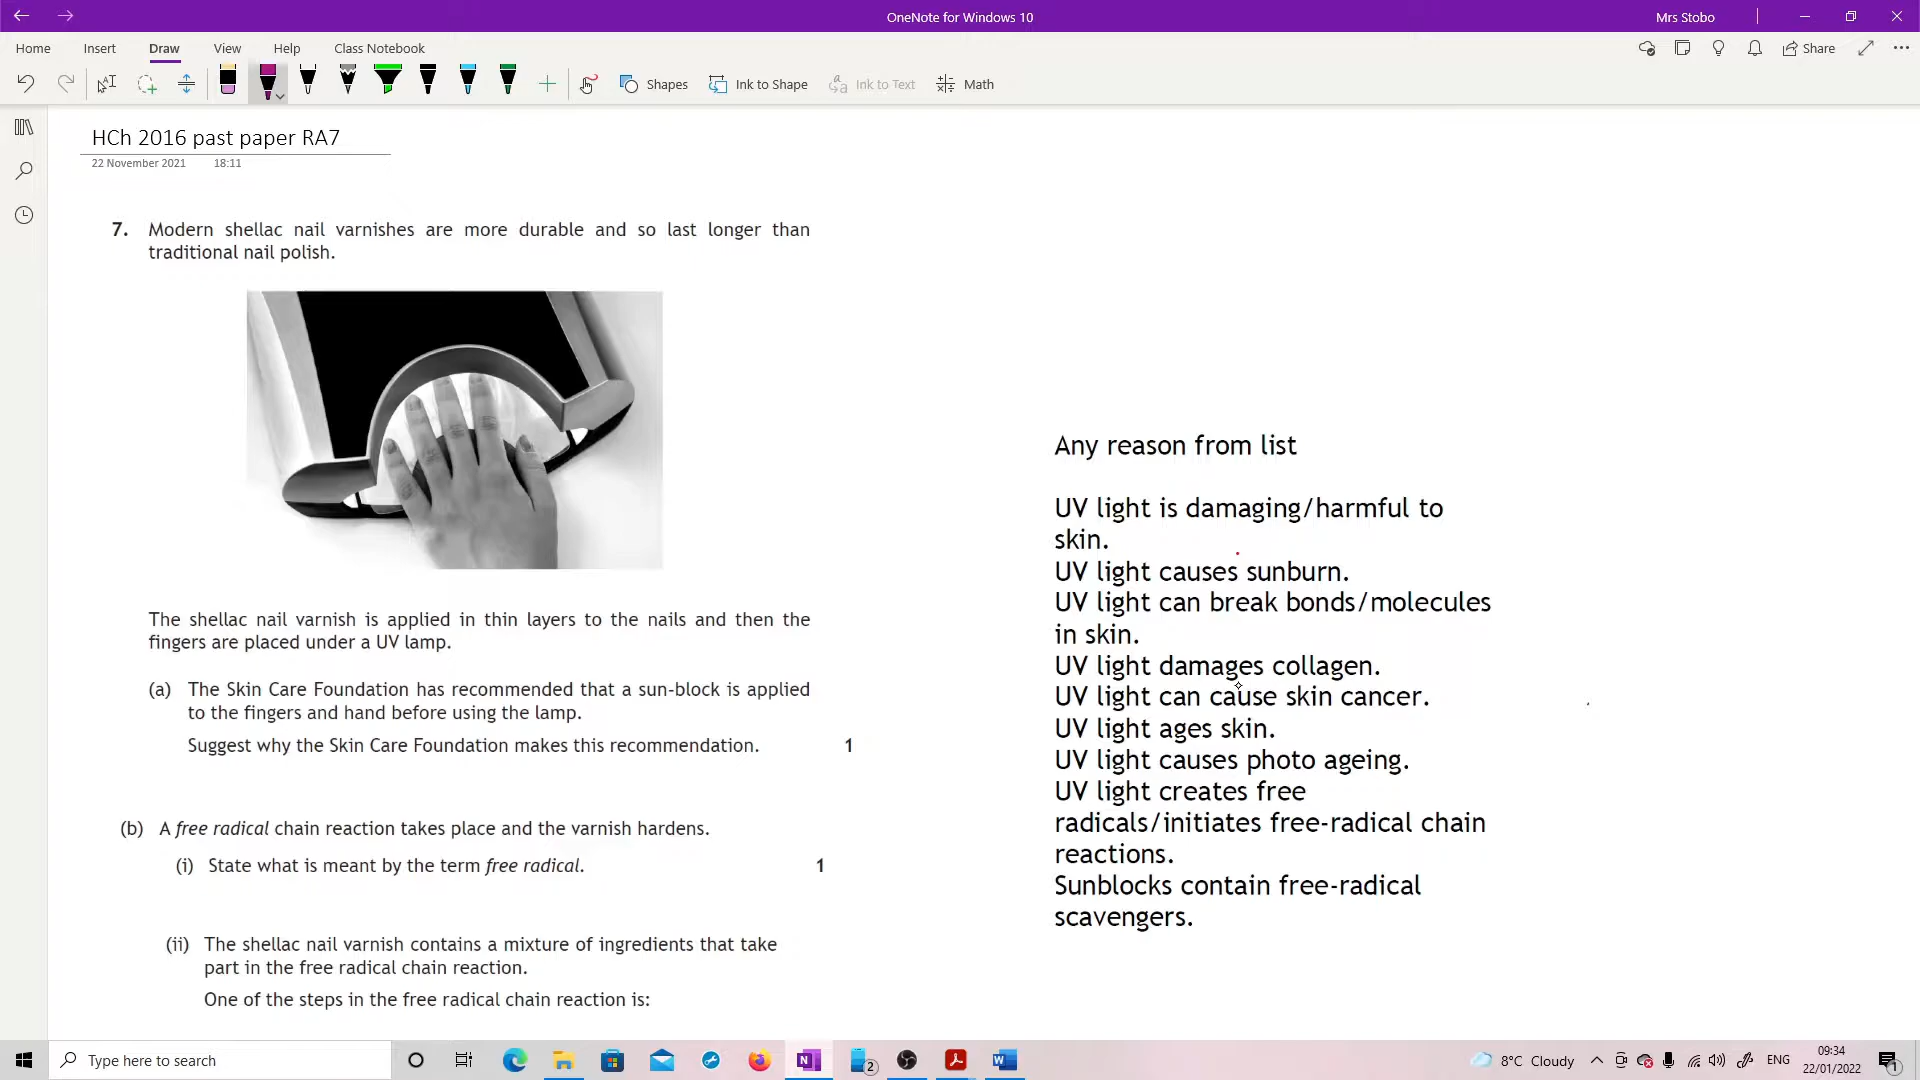 OneNote for Windows 10
Mrs Stobo
Home
Insert
Draw
View
Help
Class Notebook
Share
Shapes
Ink to Shape
Ink to Text
Math
HCh 2016 past paper RA7
22 November 2021 18:11
7. Modern shellac nail varnishes are more durable and so last longer than
traditional nail polish.
The shellac nail varnish is applied in thin layers to the nails and then the
fingers are placed under a UV lamp.
(a) The Skin Care Foundation has recommended that a sun-block is applied
to the fingers and hand before using the lamp.
Suggest why the Skin Care Foundation makes this recommendation. 1
(b) A free radical chain reaction takes place and the varnish hardens.
(i) State what is meant by the term free radical. 1
(ii) The shellac nail varnish contains a mixture of ingredients that take
part in the free radical chain reaction.
One of the steps in the free radical chain reaction is:
Any reason from list
UV light is damaging/harmful to
skin.
UV light causes sunburn.
UV light can break bonds/molecules
in skin.
UV light damages collagen.
UV light can cause skin cancer.
UV light ages skin.
UV light causes photo ageing.
UV light creates free
radicals/initiates free-radical chain
reactions.
Sunblocks contain free-radical
scavengers.
Type here to search
2
8°C Cloudy
ENG
09:34
22/01/2022
1